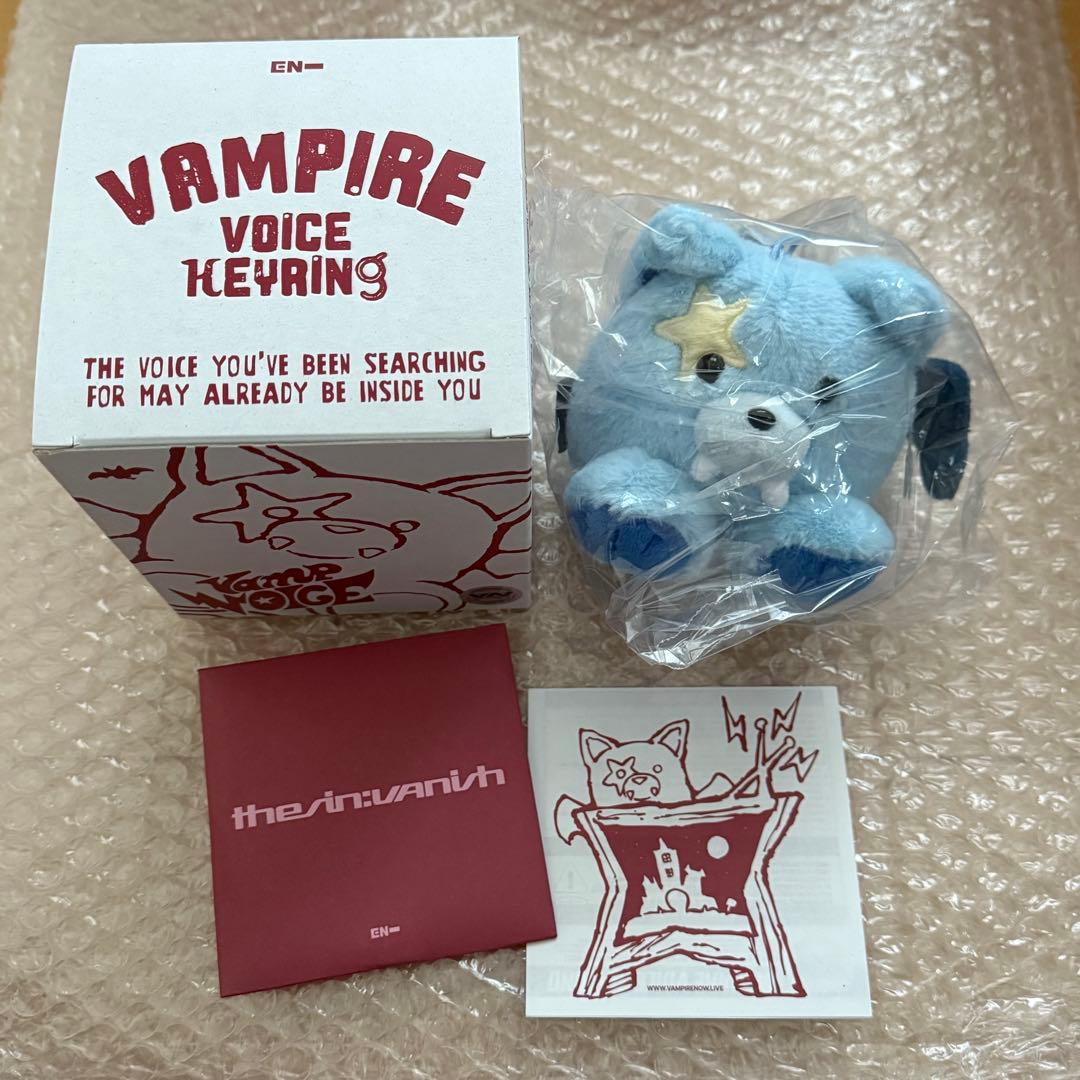 EN-
VAMPIRE
VOICE
KEYRING
THE VOICE YOU'VE BEEN SEARCHING
FOR MAY ALREADY BE INSIDE YOU
VAMP
VOICE
the sin:vanish
EN-
WWW.VAMPIRENOW.LIVE